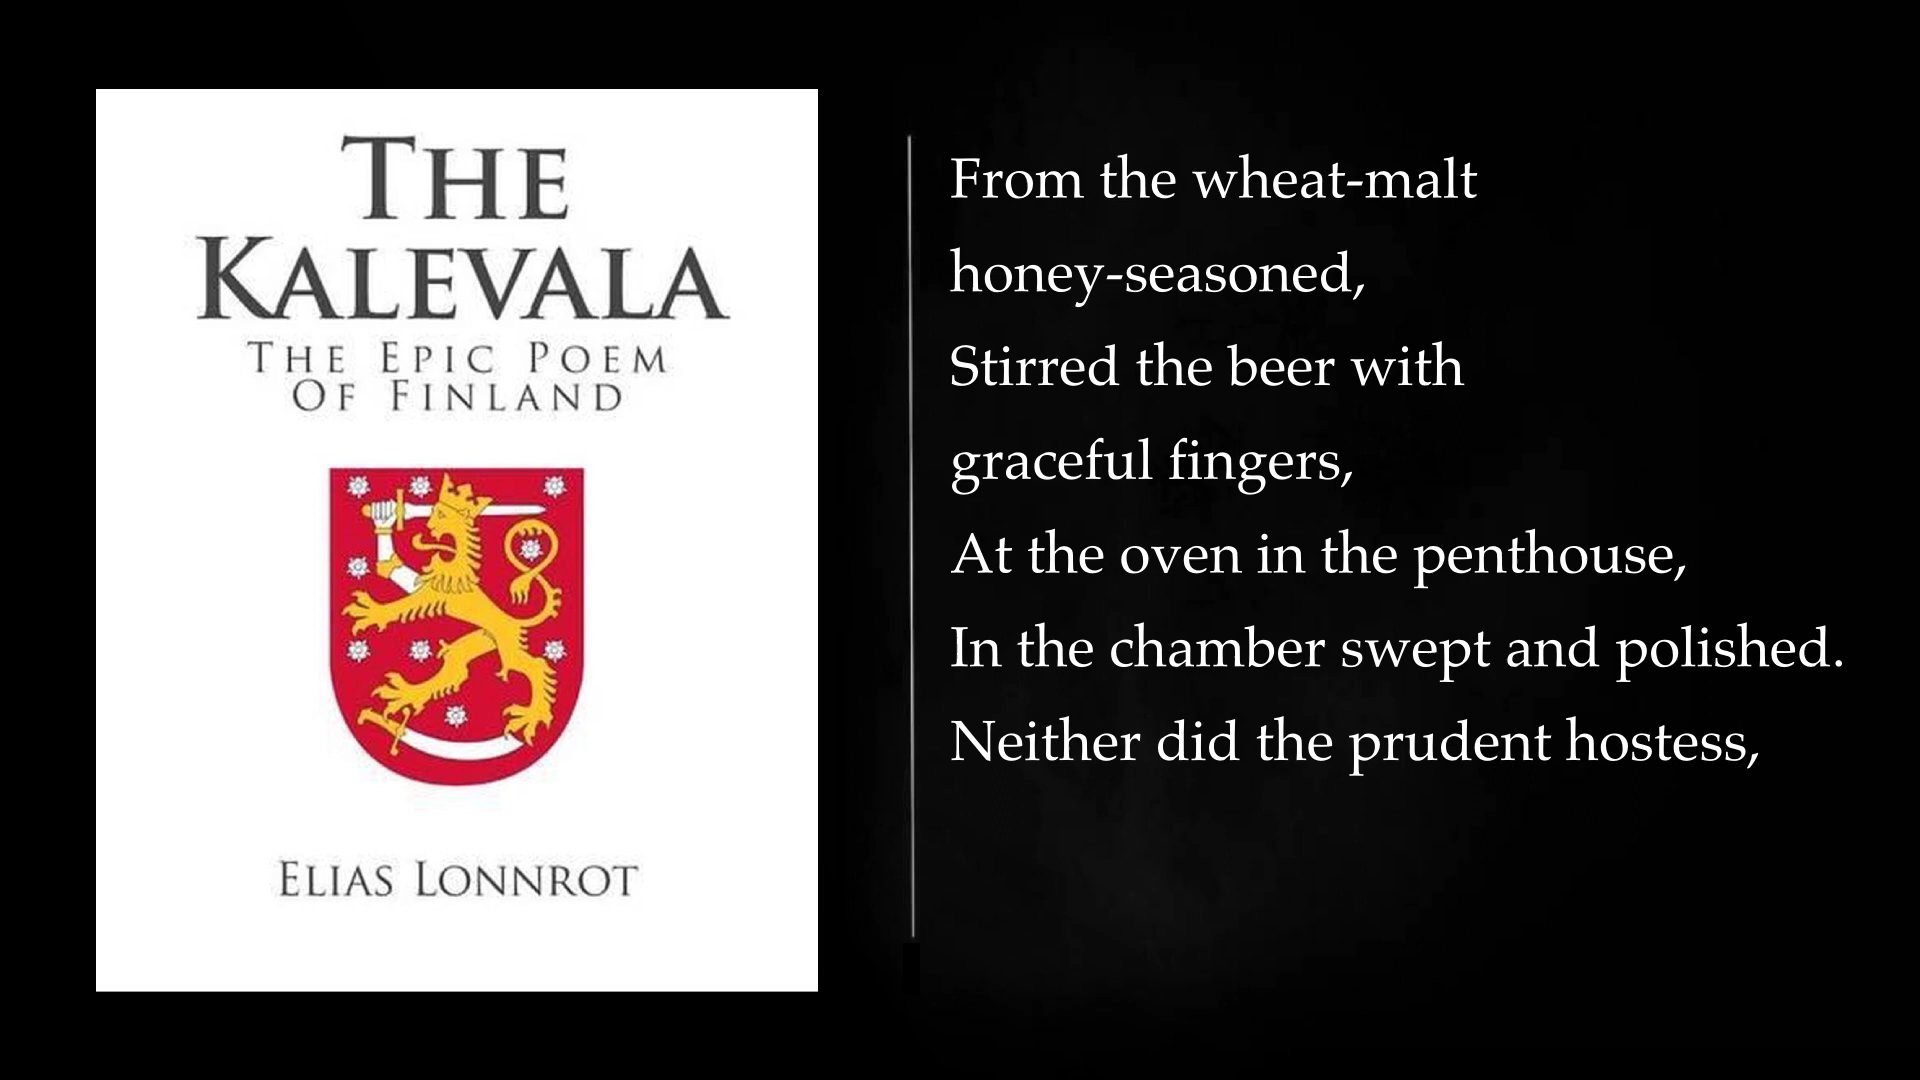 THE
KALEVALA
THE EPIC POEM
OF FINLAND
ELIAS LONNROT
From the wheat-malt
honey-seasoned,
Stirred the beer with
graceful fingers,
At the oven in the penthouse,
In the chamber swept and polished.
Neither did the prudent hostess,